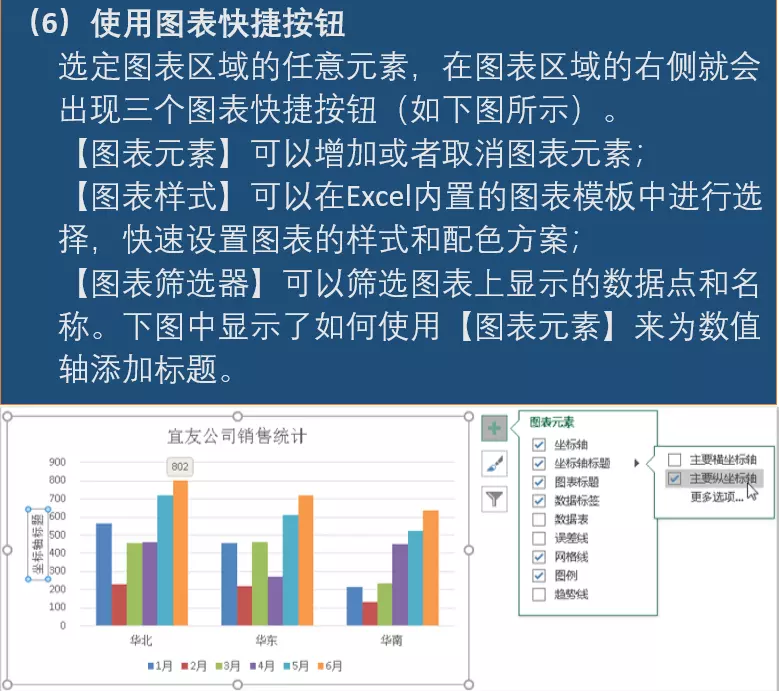 （6）使用图表快捷按钮
选定图表区域的任意元素，在图表区域的右侧就会
出现三个图表快捷按钮（如下图所示）。
【图表元素】可以增加或者取消图表元素；
【图表样式】可以在Excel内置的图表模板中进行选
择，快速设置图表的样式和配色方案；
【图表筛选器】可以筛选图表上显示的数据点和名
称。下图中显示了如何使用【图表元素】来为数值
轴添加标题。
宜友公司销售统计
900
800
700
600
500
400
300
200
100
0
802
坐标轴标题
华北
华东
华南
1月 2月 3月 4月 5月 6月
图表元素
坐标轴
坐标轴标题
图表标题
数据标签
数据表
误差线
网格线
图例
趋势线
主要横坐标轴
主要纵坐标轴
更多选项...